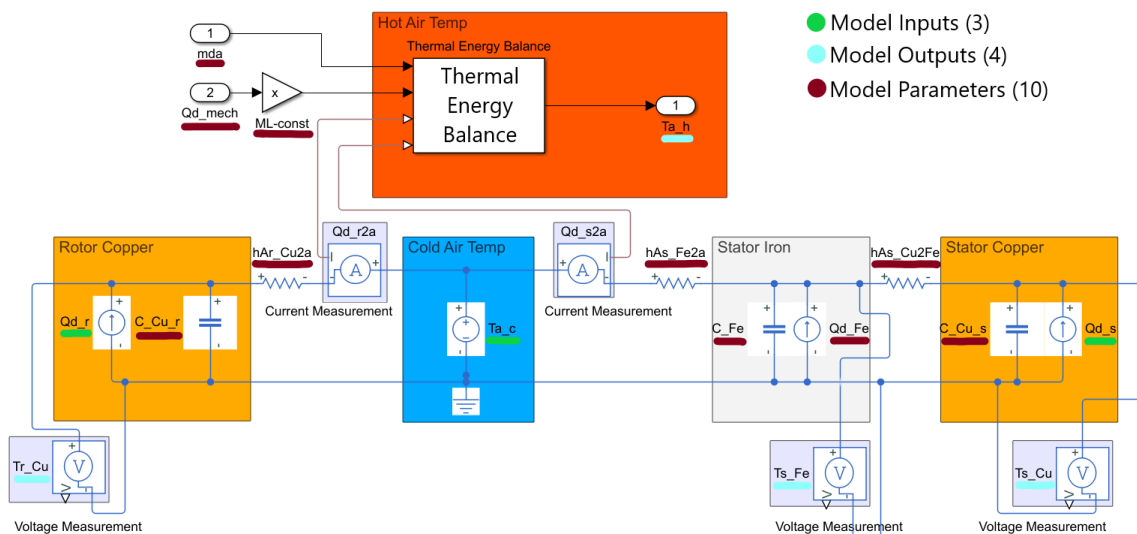 Hot Air Temp
Model Inputs (3)
Model Outputs (4)
Model Parameters (10)
1
mda
Thermal Energy Balance
Thermal
Energy
Balance
2
Qd_mech
x
ML-const
1
Ta_h
Rotor Copper
hAr_Cu2a
Qd_r2a
Cold Air Temp
Qd_s2a
hAs_Fe2a
Stator Iron
hAs_Cu2Fe
Stator Copper
+ -
I
A
+
-
+
I
A
-
+ -
+ -
Current Measurement
Current Measurement
Qd_r
+
-
C_Cu_r
+
-
+
-
Ta_c
C_Fe
+
-
+
-
Qd_Fe
C_Cu_s
+
-
+
-
Qd_s
Tr_Cu
+
V
-
V
Ts_Fe
+
V
-
V
Ts_Cu
+
V
-
V
Voltage Measurement
Voltage Measurement
Voltage Measurement